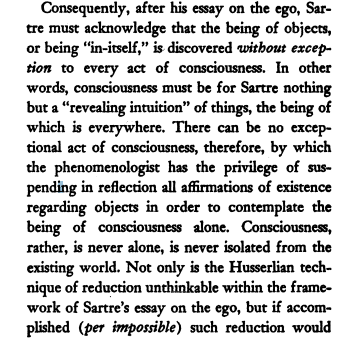 Consequently, after his essay on the ego, Sar-
tre must acknowledge that the being of objects,
or being “in-itself,” is discovered without excep-
tion to every act of consciousness. In other
words, consciousness must be for Sartre nothing
but a “revealing intuition” of things, the being of
which is everywhere. There can be no excep-
tional act of consciousness, therefore, by which
the phenomenologist has the privilege of sus-
pending in reflection all affirmations of existence
regarding objects in order to contemplate the
being of consciousness alone. Consciousness,
rather, is never alone, is never isolated from the
existing world. Not only is the Husserlian tech-
nique of reduction unthinkable within the frame-
work of Sartre’s essay on the ego, but if accom-
plished (per impossible) such reduction would